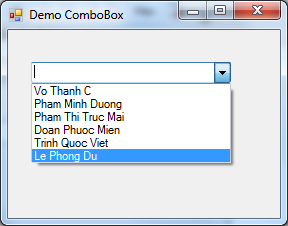 Demo ComboBox
Vo Thanh C
Pham Minh Duong
Pham Thi Truc Mai
Doan Phuoc Mien
Trinh Quoc Viet
Le Phong Du